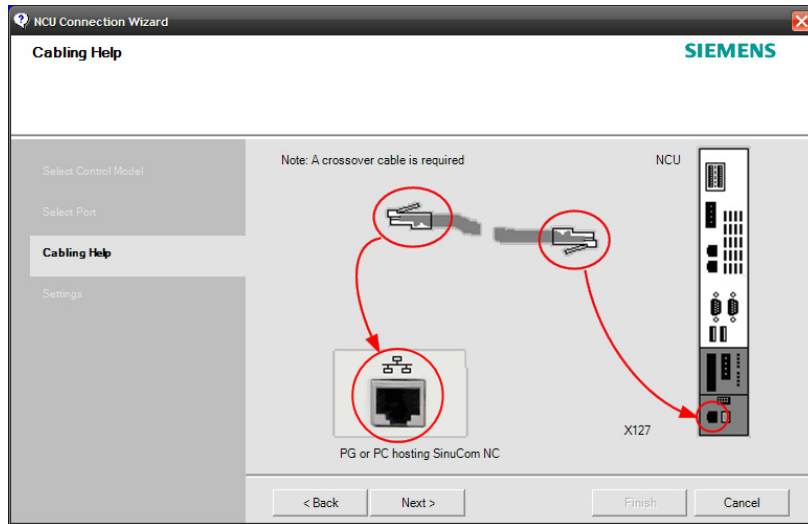 NCU Connection Wizard
Cabling Help
SIEMENS
Select Control Model
Select Port
Cabling Help
Settings
Note: A crossover cable is required
NCU
X127
PG or PC hosting SinuCom NC
< Back
Next >
Finish
Cancel